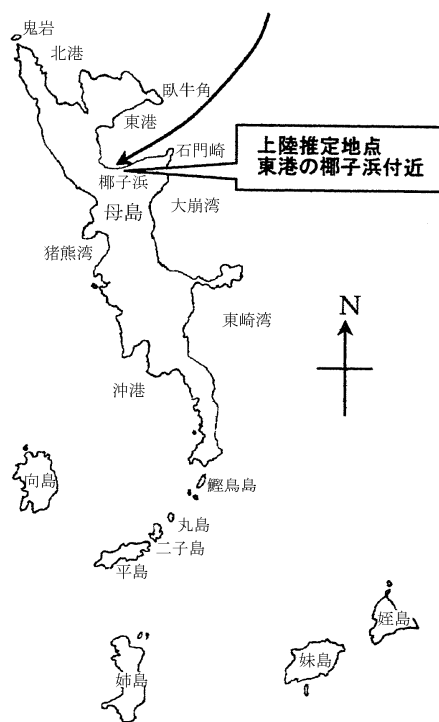 鬼岩
北港
臥牛角
東港
石門崎
上陸推定地点
東港の椰子浜付近
椰子浜
母島
大崩湾
猪熊湾
東崎湾
N
沖港
向島
鰹鳥島
丸島
二子島
平島
姪島
姉島
妹島